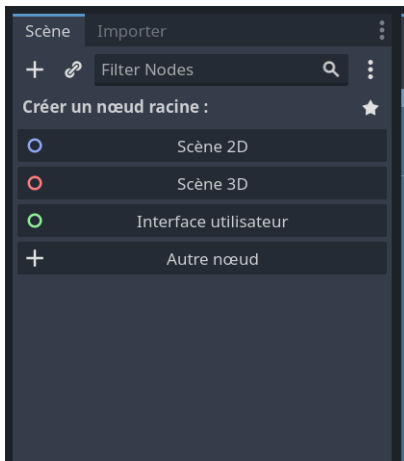 Scène Importer
Filter Nodes
Créer un nœud racine :
Scène 2D
Scène 3D
Interface utilisateur
Autre nœud